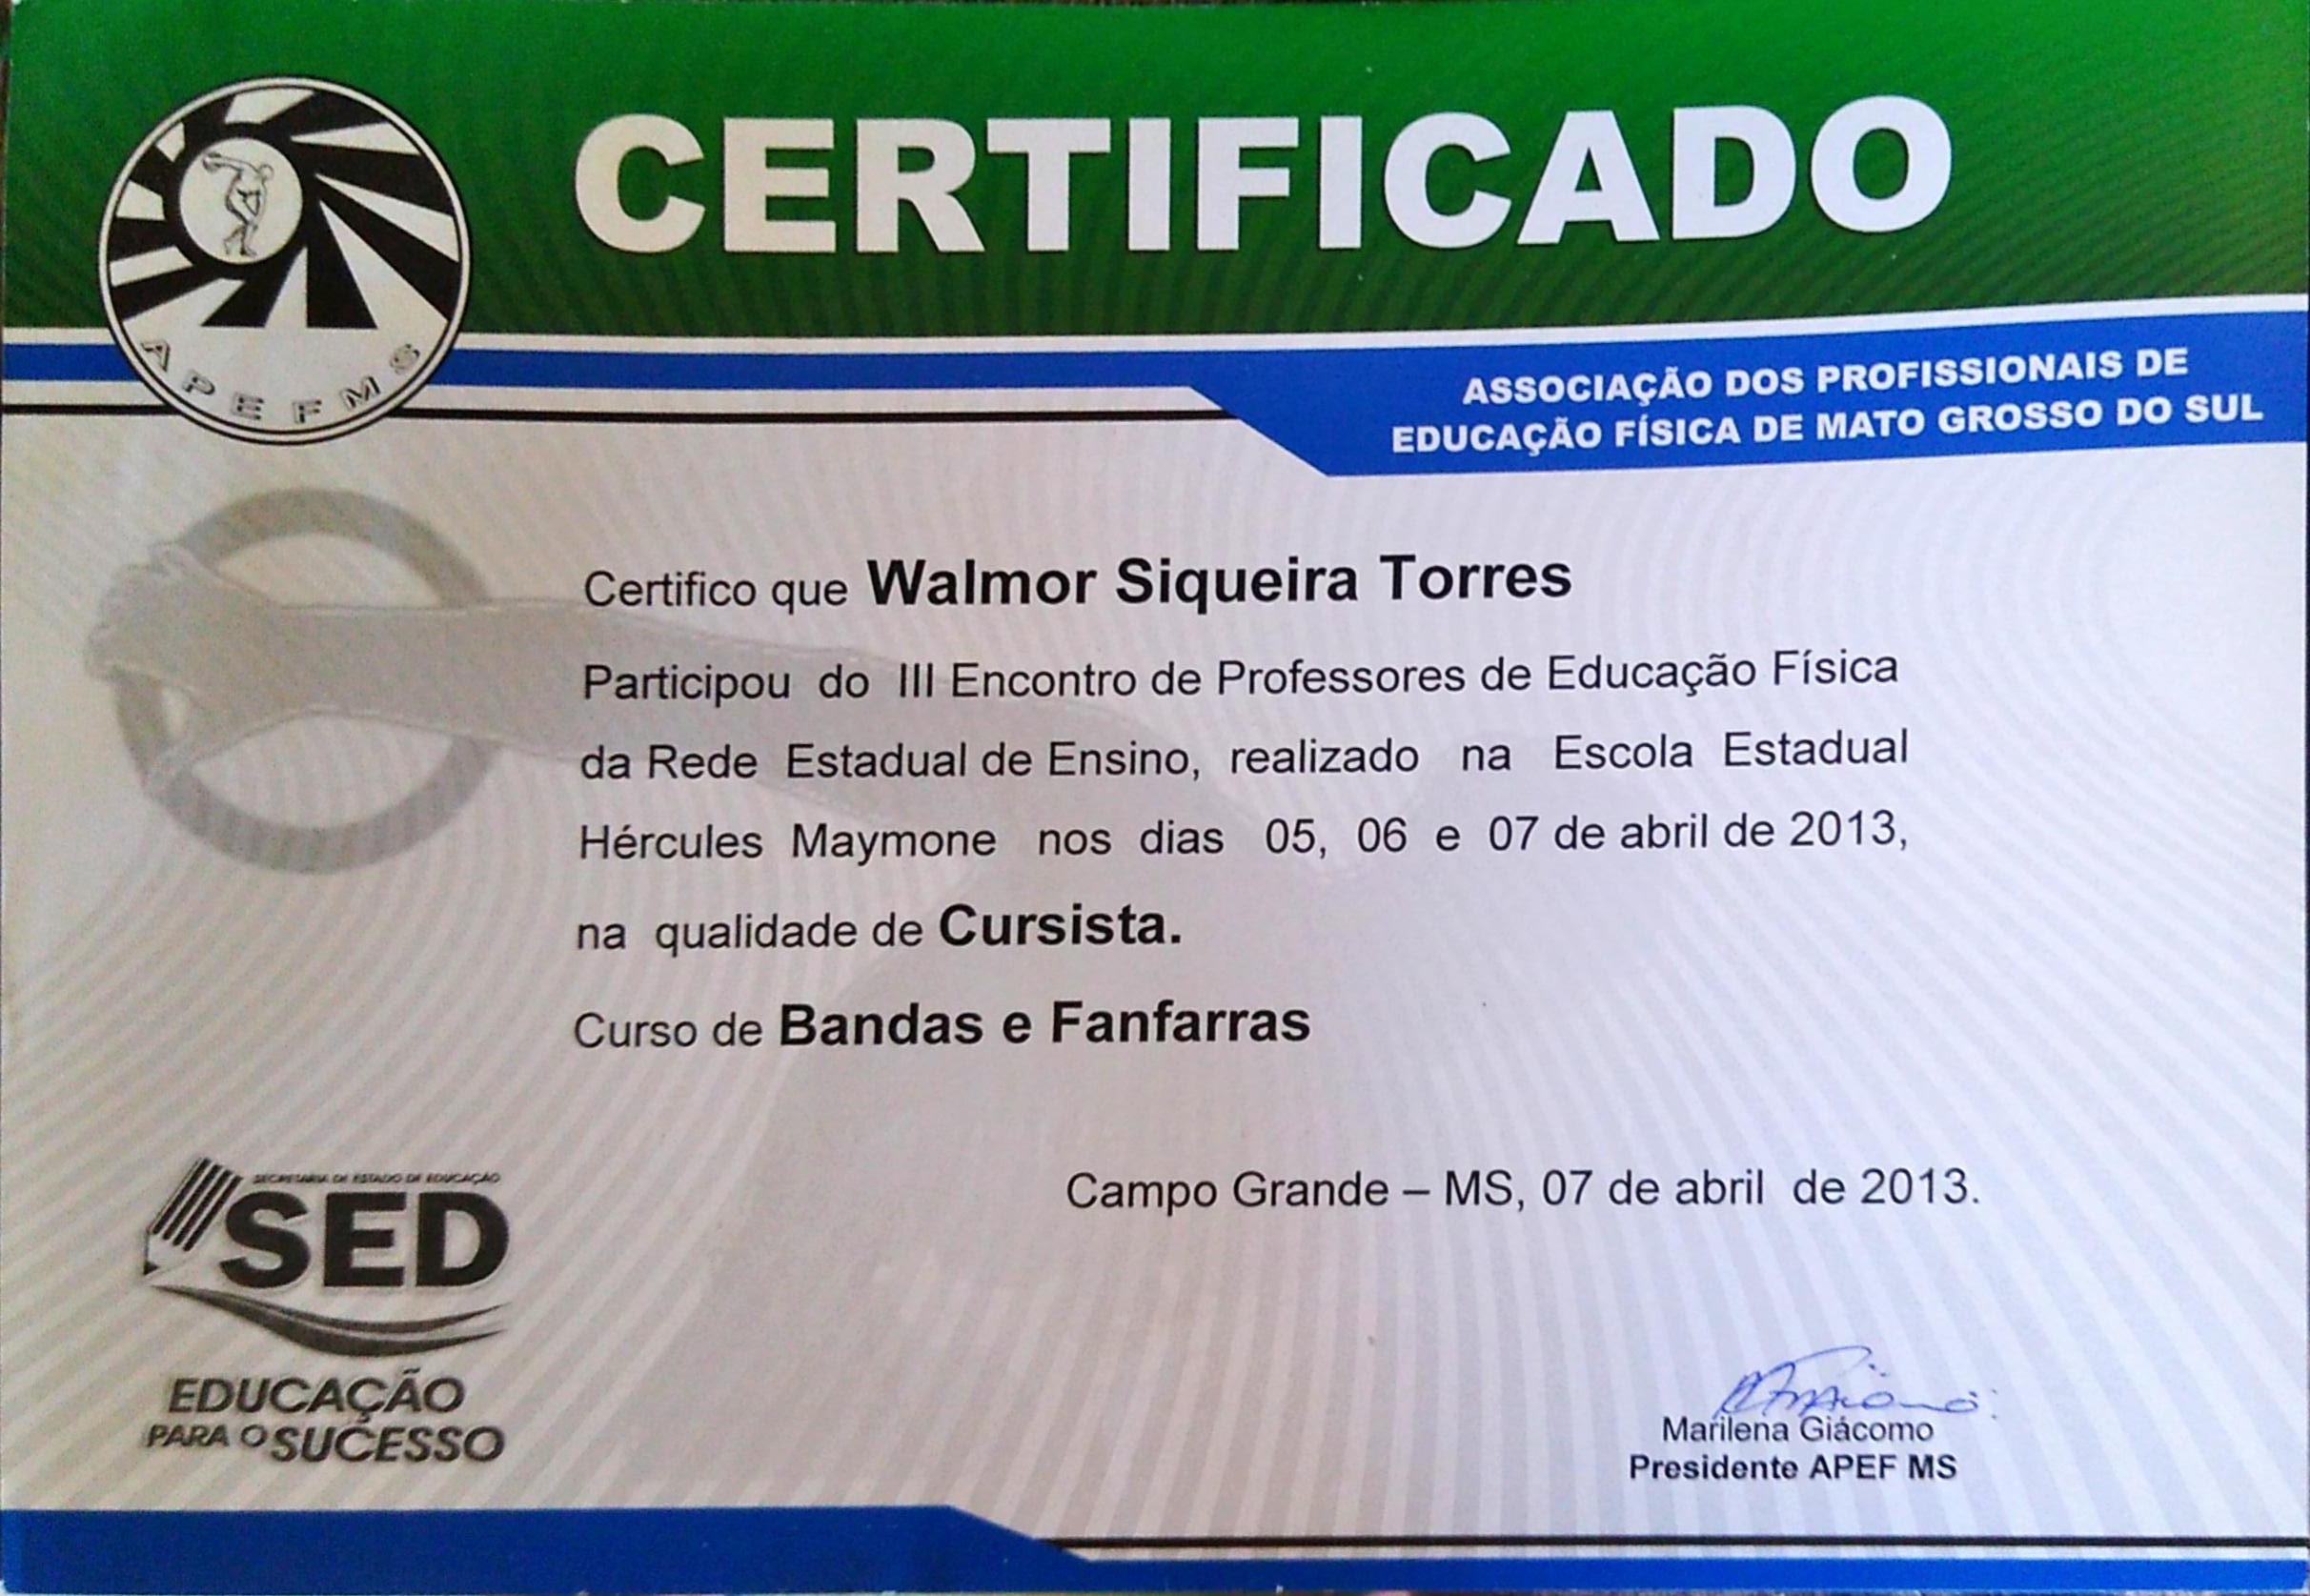 CERTIFICADO
APEFMS
ASSOCIAÇÃO DOS PROFISSIONAIS DE
EDUCAÇÃO FÍSICA DE MATO GROSSO DO SUL
Certifico que Walmor Siqueira Torres
Participou do III Encontro de Professores de Educação Física
da Rede Estadual de Ensino, realizado na Escola Estadual
Hércules Maymone nos dias 05, 06 e 07 de abril de 2013,
na qualidade de Cursista.
Curso de Bandas e Fanfarras
Campo Grande – MS, 07 de abril de 2013.
SECRETARIA DE ESTADO DE EDUCAÇÃO
SED
EDUCAÇÃO
PARA O SUCESSO
Marilena Giácomo
Presidente APEF MS